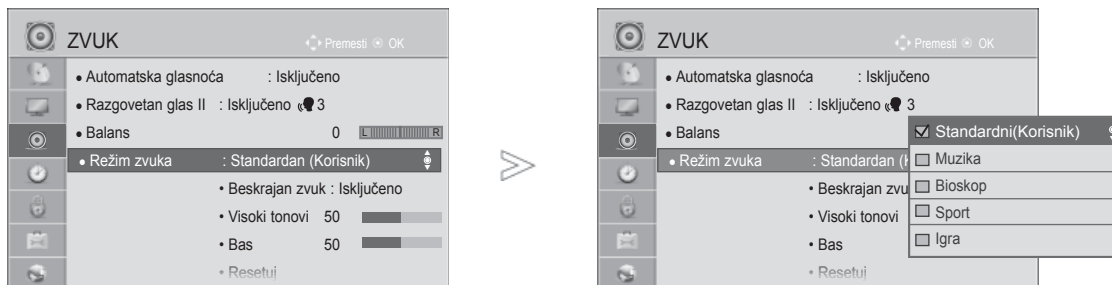 ZVUK
Premesti OK
• Automatska glasnoća : Isključeno
• Razgovetan glas II : Isključeno 3
• Balans 0 L R
• Režim zvuka : Standardan (Korisnik)
• Beskrajan zvuk : Isključeno
• Visoki tonovi 50
• Bas 50
• Resetuj
ZVUK
Premesti OK
• Automatska glasnoća : Isključeno
• Razgovetan glas II : Isključeno 3
• Balans
• Režim zvuka : Standardan (K
• Beskrajan zvu
• Visoki tonovi
• Bas
• Resetuj
Standardni(Korisnik)
Muzika
Bioskop
Sport
Igra